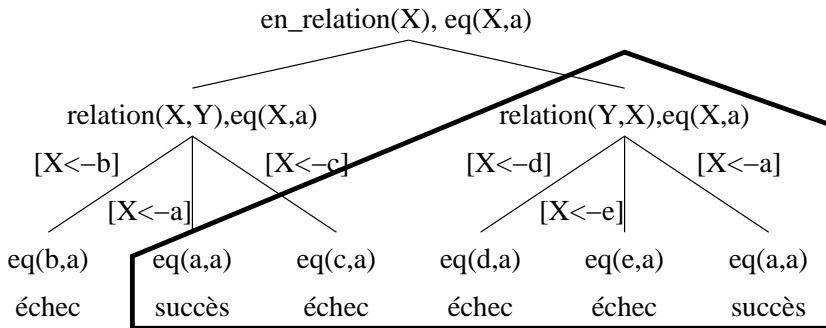 en_relation(X), eq(X,a)
relation(X,Y),eq(X,a)
relation(Y,X),eq(X,a)
[X<−b]
[X<−c]
[X<−d]
[X<−a]
[X<−a]
[X<−e]
eq(b,a)
eq(a,a)
eq(c,a)
eq(d,a)
eq(e,a)
eq(a,a)
échec
succès
échec
échec
échec
succès